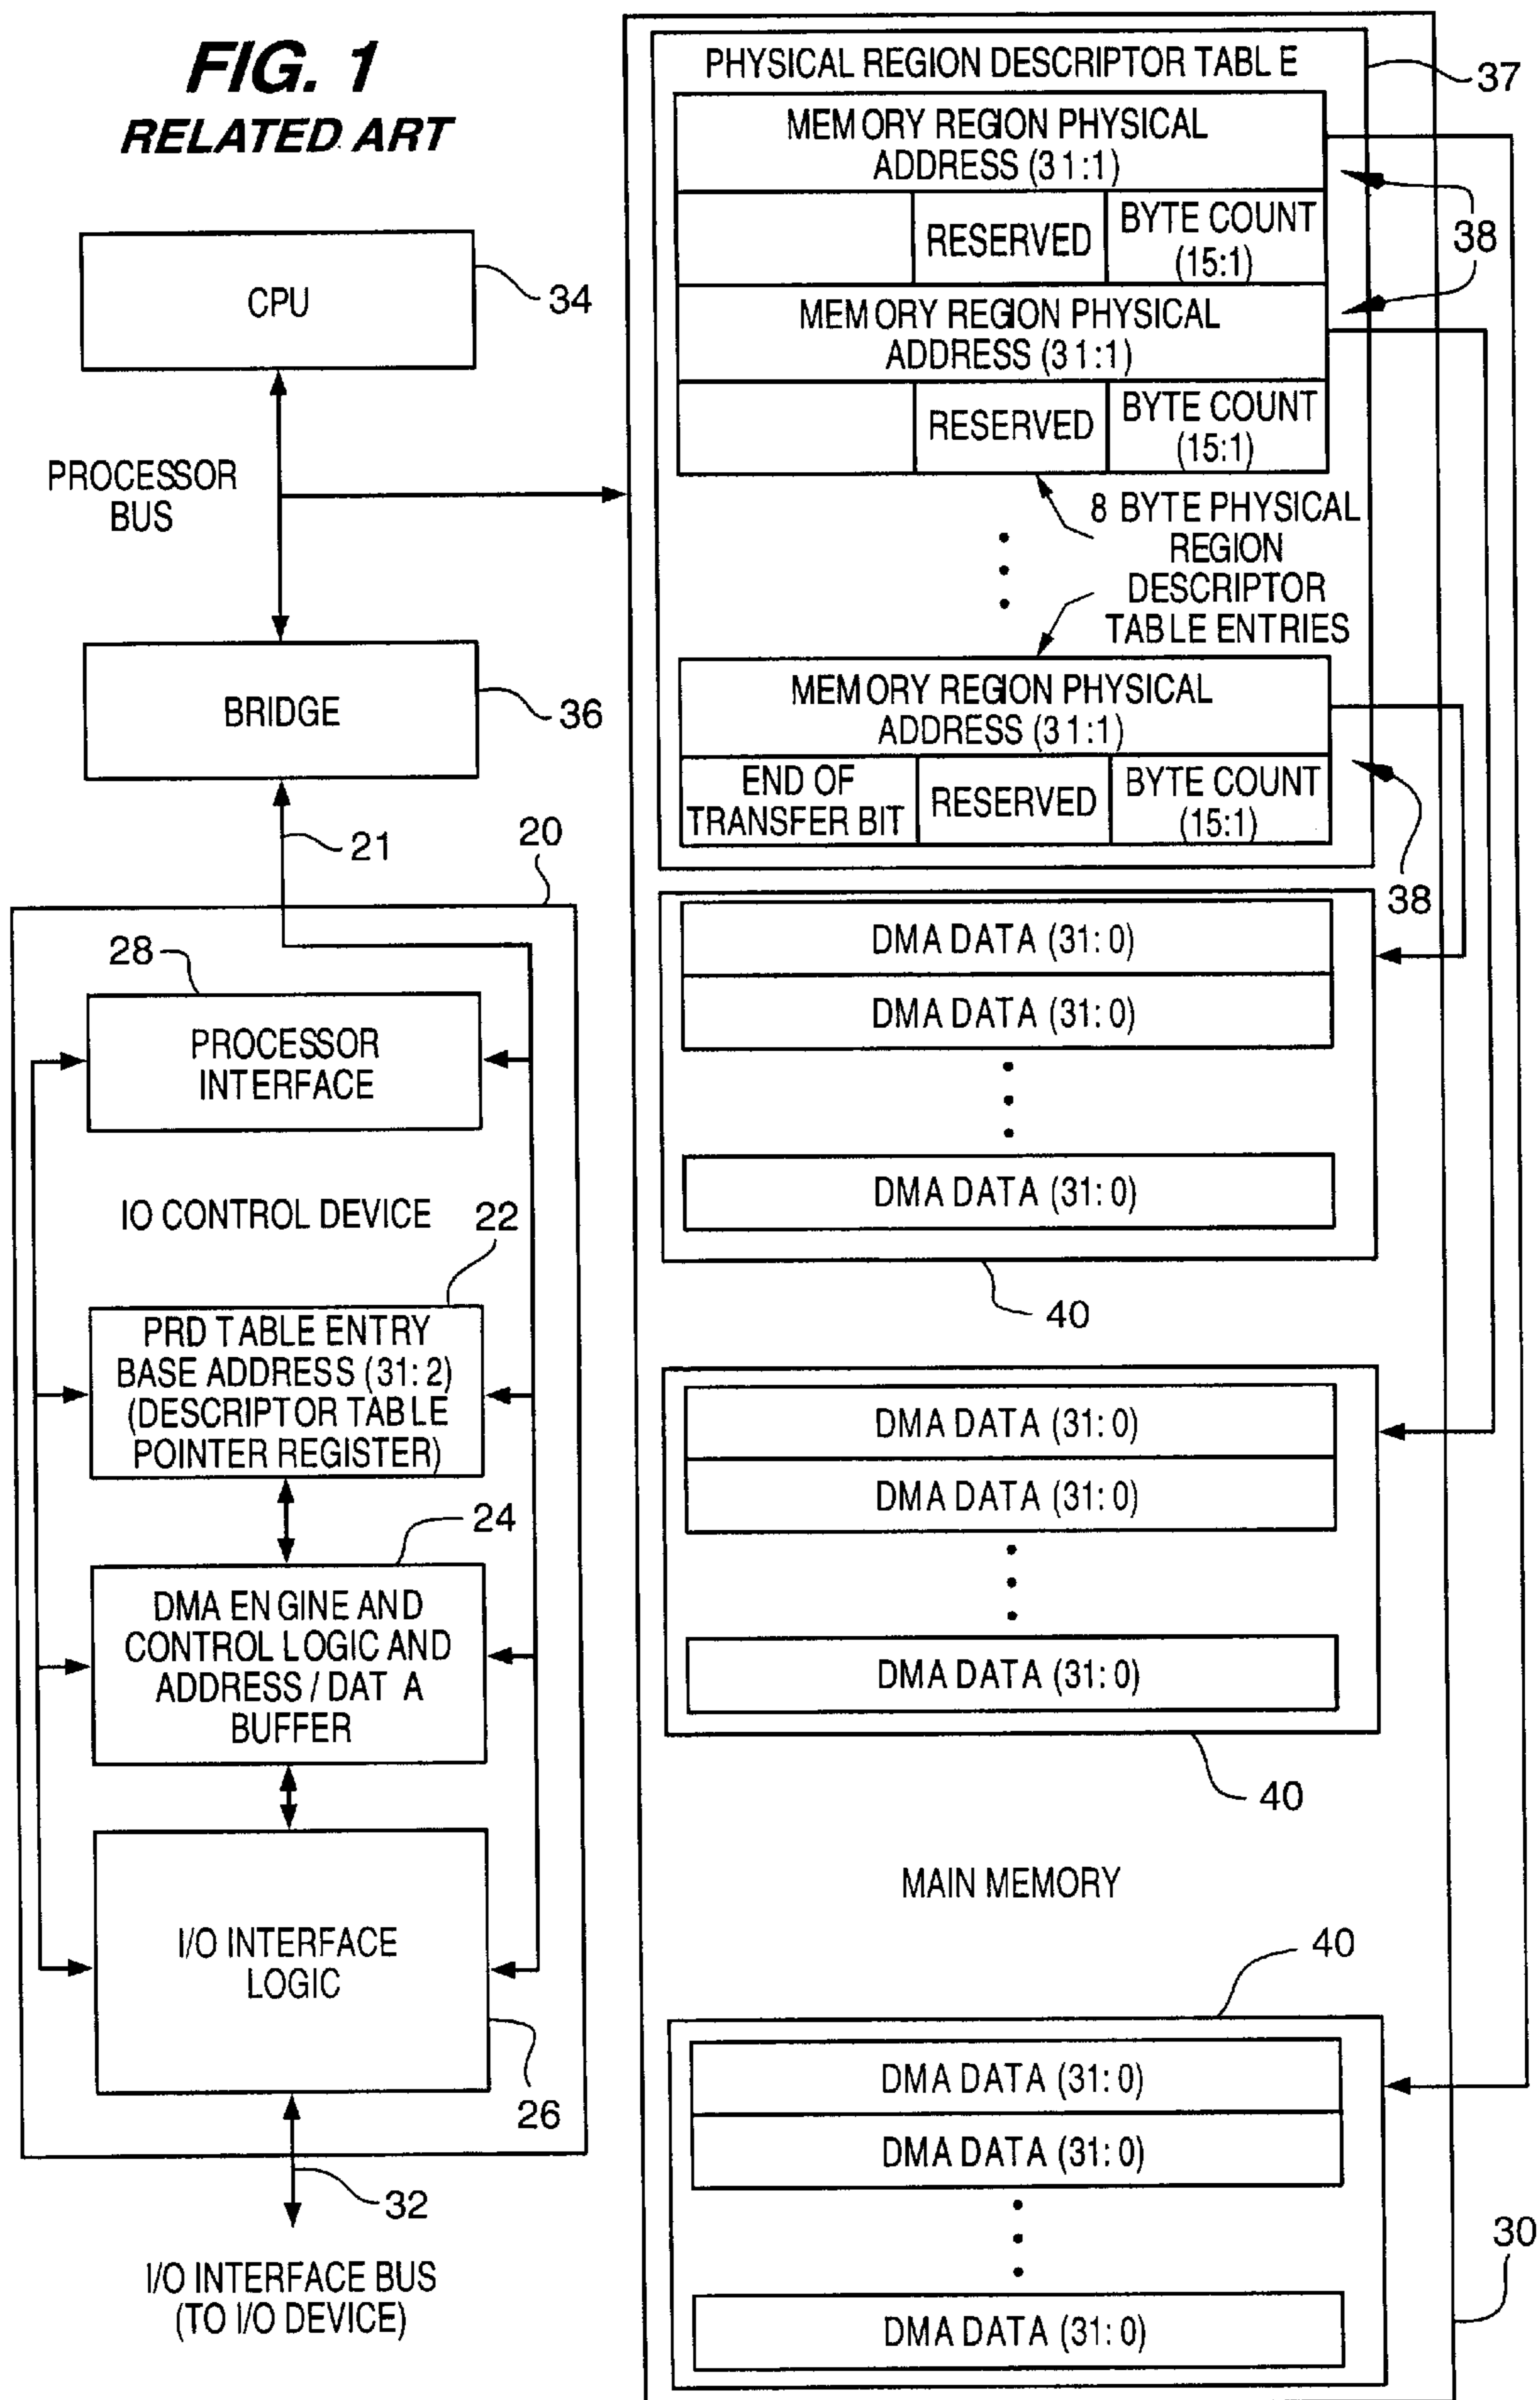 FIG. 1
RELATED ART
CPU
34
PROCESSOR
BUS
BRIDGE
36
21
20
28
PROCESSOR
INTERFACE
IO CONTROL DEVICE
22
PRD TABLE ENTRY
BASE ADDRESS (31:2)
(DESCRIPTOR TABLE
POINTER REGISTER)
24
DMA ENGINE AND
CONTROL LOGIC AND
ADDRESS / DATA
BUFFER
I/O INTERFACE
LOGIC
26
32
I/O INTERFACE BUS
(TO I/O DEVICE)
PHYSICAL REGION DESCRIPTOR TABLE
37
MEMORY REGION PHYSICAL
ADDRESS (31:1)
RESERVED
BYTE COUNT
(15:1)
38
MEMORY REGION PHYSICAL
ADDRESS (31:1)
RESERVED
BYTE COUNT
(15:1)
8 BYTE PHYSICAL
REGION
DESCRIPTOR
TABLE ENTRIES
MEMORY REGION PHYSICAL
ADDRESS (31:1)
END OF
TRANSFER BIT
RESERVED
BYTE COUNT
(15:1)
38
DMA DATA (31:0)
DMA DATA (31:0)
DMA DATA (31:0)
40
DMA DATA (31:0)
DMA DATA (31:0)
DMA DATA (31:0)
40
MAIN MEMORY
40
DMA DATA (31:0)
DMA DATA (31:0)
DMA DATA (31:0)
30